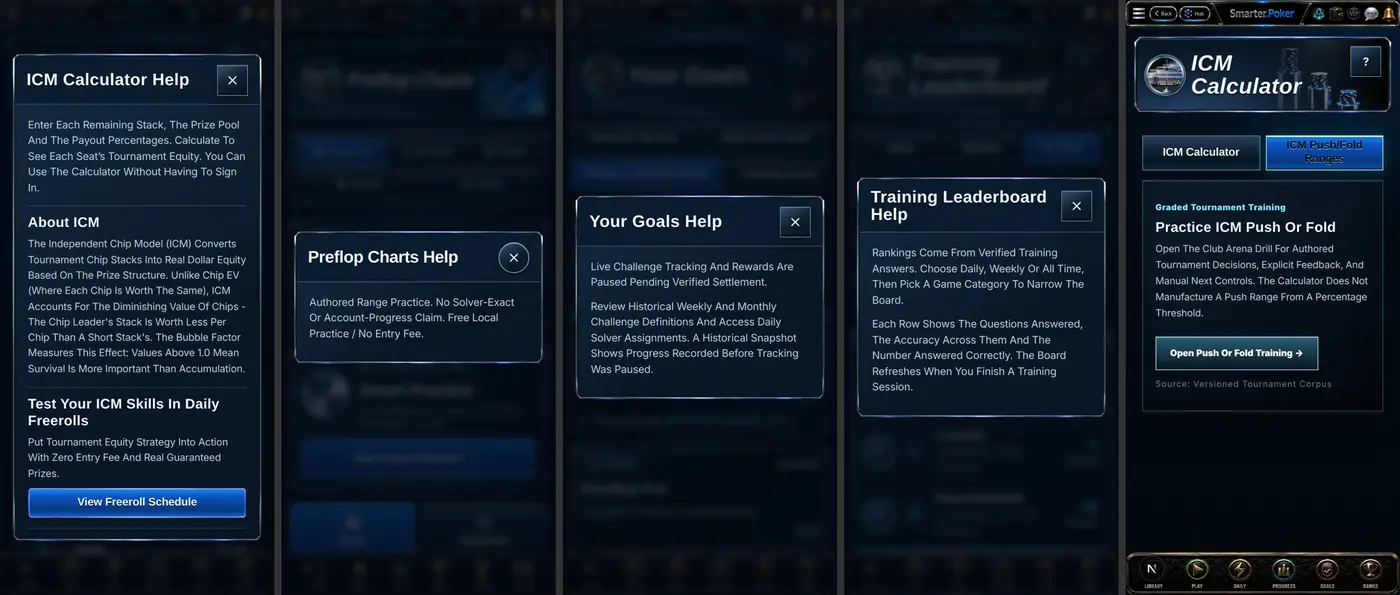 ICM Calculator Help
×
Enter Each Remaining Stack, The Prize Pool
And The Payout Percentages. Calculate To
See Each Seat's Tournament Equity. You Can
Use The Calculator Without Having To Sign
In.
About ICM
The Independent Chip Model (ICM) Converts
Tournament Chip Stacks Into Real Dollar Equity
Based On The Prize Structure. Unlike Chip EV
(Where Each Chip Is Worth The Same), ICM
Accounts For The Diminishing Value Of Chips -
The Chip Leader's Stack Is Worth Less Per
Chip Than A Short Stack's. The Bubble Factor
Measures This Effect: Values Above 1.0 Mean
Survival Is More Important Than Accumulation.
Test Your ICM Skills In Daily
Freerolls
Put Tournament Equity Strategy Into Action
With Zero Entry Fee And Real Guaranteed
Prizes.
View Freeroll Schedule
Preflop Charts
Preflop Charts Help
×
Authored Range Practice. No Solver-Exact
Or Account-Progress Claim. Free Local
Practice / No Entry Fee.
Your Goals
Your Goals Help
×
Live Challenge Tracking And Rewards Are
Paused Pending Verified Settlement.
Review Historical Weekly And Monthly
Challenge Definitions And Access Daily
Solver Assignments. A Historical Snapshot
Shows Progress Recorded Before Tracking
Was Paused.
Training
Leaderboard
Training Leaderboard
Help
×
Rankings Come From Verified Training
Answers. Choose Daily, Weekly Or All Time,
Then Pick A Game Category To Narrow The
Board.
Each Row Shows The Questions Answered,
The Accuracy Across Them And The
Number Answered Correctly. The Board
Refreshes When You Finish A Training
Session.
Back
Hub
Smarter.Poker
ICM
Calculator
?
ICM Calculator
ICM Push/Fold
Ranges
Graded Tournament Training
Practice ICM Push Or Fold
Open The Club Arena Drill For Authored
Tournament Decisions, Explicit Feedback, And
Manual Next Controls. The Calculator Does Not
Manufacture A Push Range From A Percentage
Threshold.
Open Push Or Fold Training →
Source: Versioned Tournament Corpus
N
LIBRARY
PLAY
DAILY
PROGRESS
GOALS
RANKS